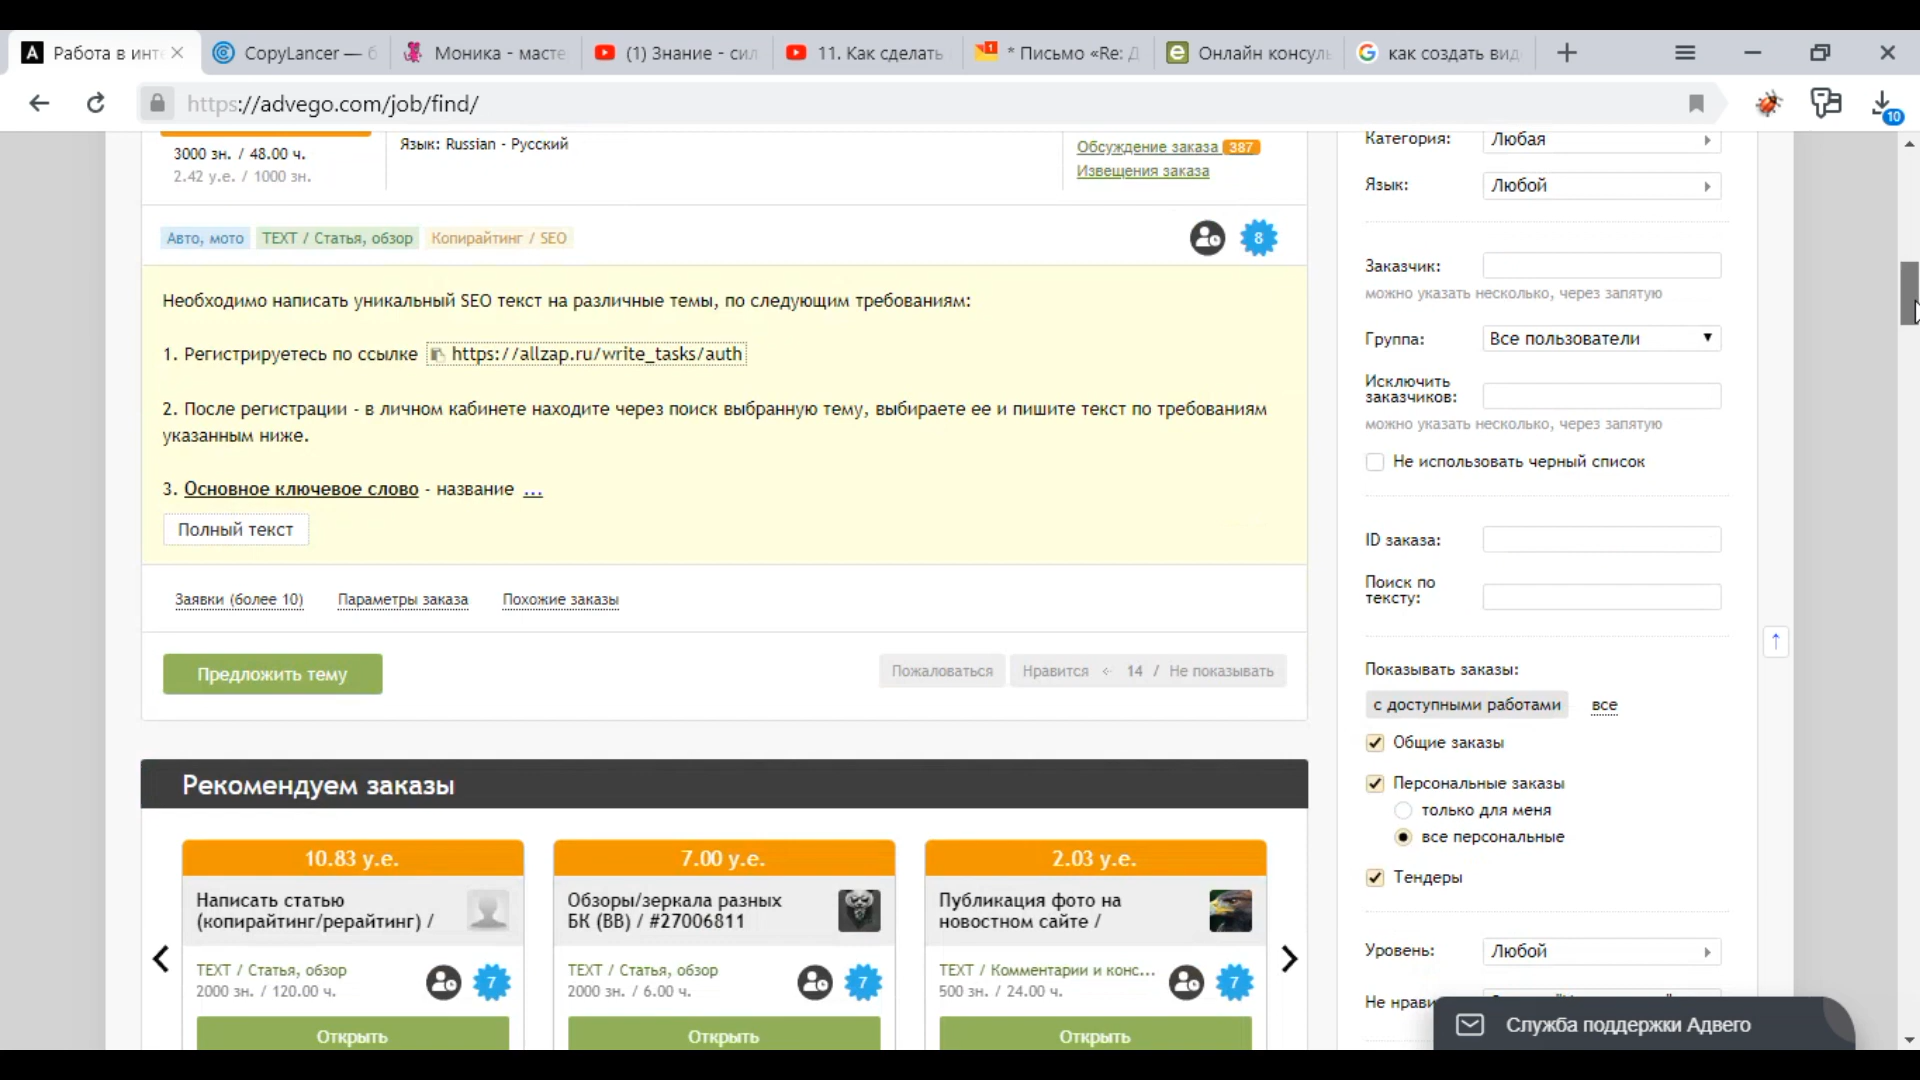 Работа в инте
CopyLancer — б
Моника - масте
(1) Знание - сил
11. Как сделать
* Письмо «Re: Д
Онлайн консуль
как создать вид
https://advego.com/job/find/
10
3000 зн. / 48.00 ч.
2.42 у.е. / 1000 зн.
Язык: Russian - Русский
Обсуждение заказа 387
Извещения заказа
Авто, мото
TEXT / Статья, обзор
Копирайтинг / SEO
8
Необходимо написать уникальный SEO текст на различные темы, по следующим требованиям:
1. Регистрируетесь по ссылке https://allzap.ru/write_tasks/auth
2. После регистрации - в личном кабинете находите через поиск выбранную тему, выбираете ее и пишите текст по требованиям
указанным ниже.
3. Основное ключевое слово - название ...
Полный текст
Заявки (более 10)
Параметры заказа
Похожие заказы
Предложить тему
Пожаловаться
Нравится ← 14 / Не показывать
Рекомендуем заказы
10.83 у.е.
Написать статью
(копирайтинг/рерайтинг) /
TEXT / Статья, обзор
2000 зн. / 120.00 ч.
7
Открыть
7.00 у.е.
Обзоры/зеркала разных
БК (ВВ) / #27006811
TEXT / Статья, обзор
2000 зн. / 6.00 ч.
7
Открыть
2.03 у.е.
Публикация фото на
новостном сайте /
TEXT / Комментарии и конс...
500 зн. / 24.00 ч.
7
Открыть
Категория: Любая
Язык: Любой
Заказчик:
можно указать несколько, через запятую
Группа: Все пользователи
Исключить
заказчиков:
можно указать несколько, через запятую
Не использовать черный список
ID заказа:
Поиск по
тексту:
Показывать заказы:
с доступными работами все
Общие заказы
Персональные заказы
только для меня
все персональные
Тендеры
Уровень: Любой
Не нрави
Служба поддержки Адвего